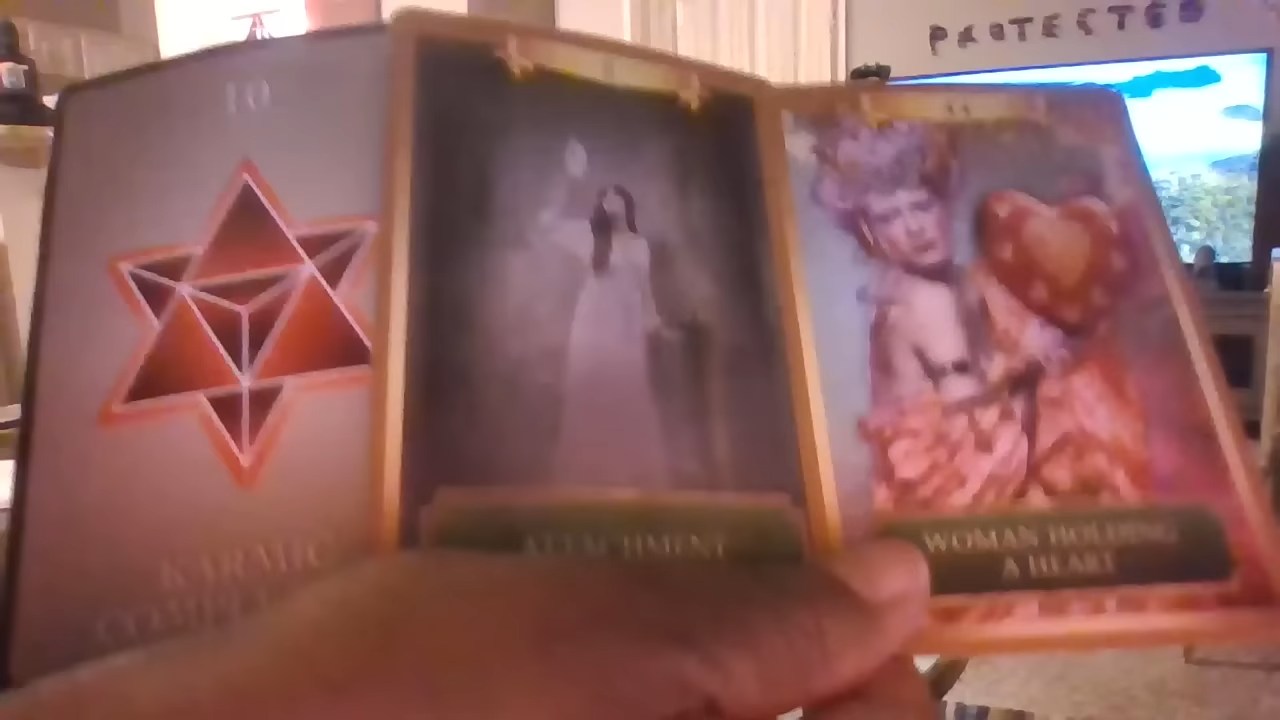 PROTECTED
10
KARMIC
ATTACHMENT
WOMAN HOLDING
A HEART